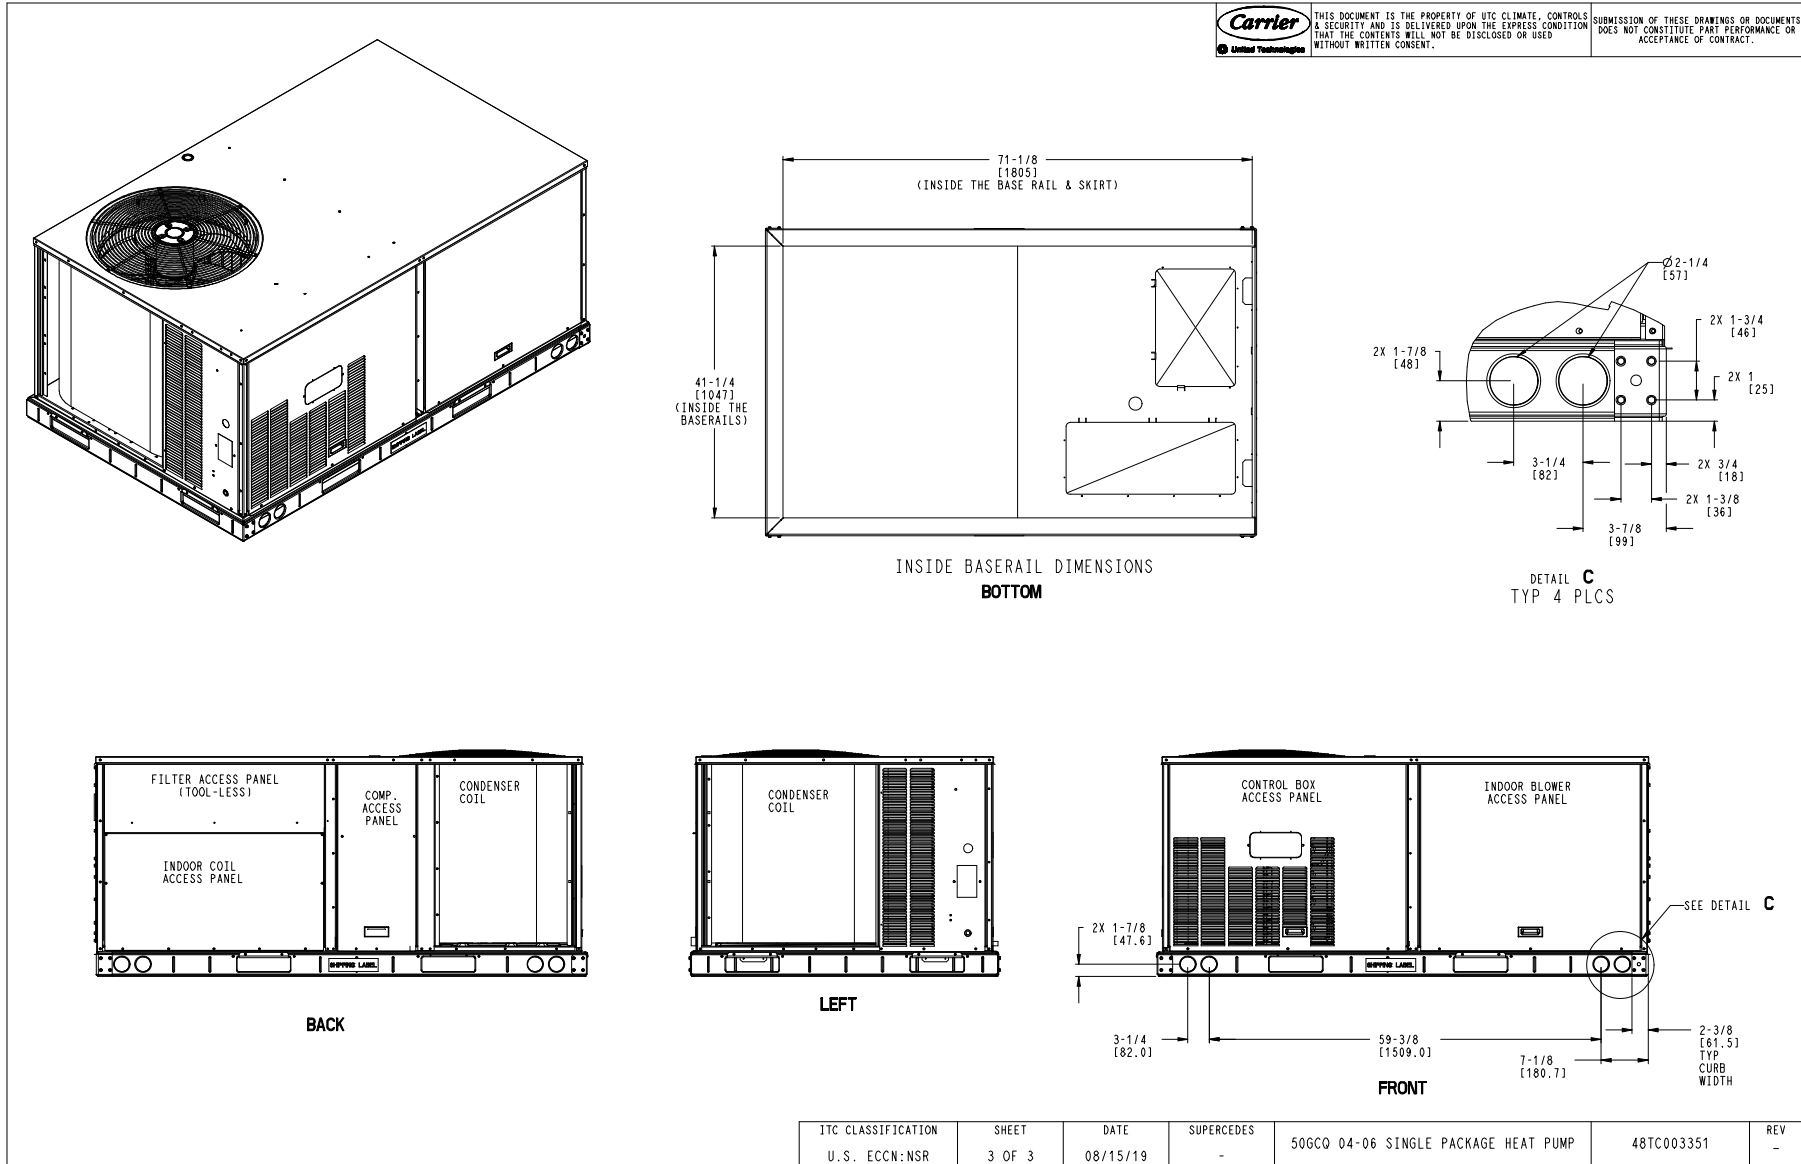 Carrier
United Technologies
THIS DOCUMENT IS THE PROPERTY OF UTC CLIMATE, CONTROLS
& SECURITY AND IS DELIVERED UPON THE EXPRESS CONDITION
THAT THE CONTENTS WILL NOT BE DISCLOSED OR USED
WITHOUT WRITTEN CONSENT.
SUBMISSION OF THESE DRAWINGS OR DOCUMENTS
DOES NOT CONSTITUTE PART PERFORMANCE OR
ACCEPTANCE OF CONTRACT.
SHIPPING LABEL
71-1/8
[1805]
(INSIDE THE BASE RAIL & SKIRT)
41-1/4
[1047]
(INSIDE THE
BASERAILS)
INSIDE BASERAIL DIMENSIONS
BOTTOM
Ø2-1/4
[57]
2X 1-3/4
[46]
2X 1-7/8
[48]
2X 1
[25]
3-1/4
[82]
2X 3/4
[18]
2X 1-3/8
[36]
3-7/8
[99]
DETAIL C
TYP 4 PLCS
FILTER ACCESS PANEL
(TOOL-LESS)
COMP.
ACCESS
PANEL
CONDENSER
COIL
INDOOR COIL
ACCESS PANEL
SHIPPING LABEL
BACK
CONDENSER
COIL
LEFT
CONTROL BOX
ACCESS PANEL
INDOOR BLOWER
ACCESS PANEL
SEE DETAIL C
2X 1-7/8
[47.6]
SHIPPING LABEL
3-1/4
[82.0]
59-3/8
[1509.0]
7-1/8
[180.7]
2-3/8
[61.5]
TYP
CURB
WIDTH
FRONT
ITC CLASSIFICATION
U.S. ECCN:NSR
SHEET
3 OF 3
DATE
08/15/19
SUPERCEDES
-
50GCQ 04-06 SINGLE PACKAGE HEAT PUMP
48TC003351
REV
-